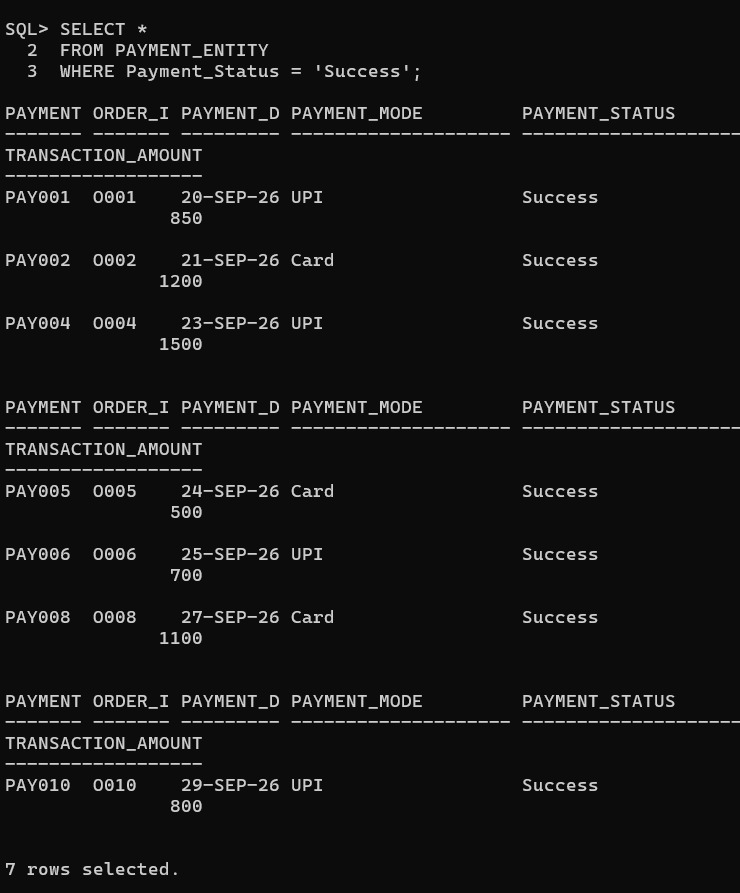 SQL> SELECT *
  2  FROM PAYMENT_ENTITY
  3  WHERE Payment_Status = 'Success';

PAYMENT ORDER_I PAYMENT_D PAYMENT_MODE         PAYMENT_STATUS
------- ------- --------- -------------------- --------------------
TRANSACTION_AMOUNT
------------------
PAY001  O001    20-SEP-26 UPI                  Success
               850

PAY002  O002    21-SEP-26 Card                 Success
              1200

PAY004  O004    23-SEP-26 UPI                  Success
              1500


PAYMENT ORDER_I PAYMENT_D PAYMENT_MODE         PAYMENT_STATUS
------- ------- --------- -------------------- --------------------
TRANSACTION_AMOUNT
------------------
PAY005  O005    24-SEP-26 Card                 Success
               500

PAY006  O006    25-SEP-26 UPI                  Success
               700

PAY008  O008    27-SEP-26 Card                 Success
              1100


PAYMENT ORDER_I PAYMENT_D PAYMENT_MODE         PAYMENT_STATUS
------- ------- --------- -------------------- --------------------
TRANSACTION_AMOUNT
------------------
PAY010  O010    29-SEP-26 UPI                  Success
               800


7 rows selected.